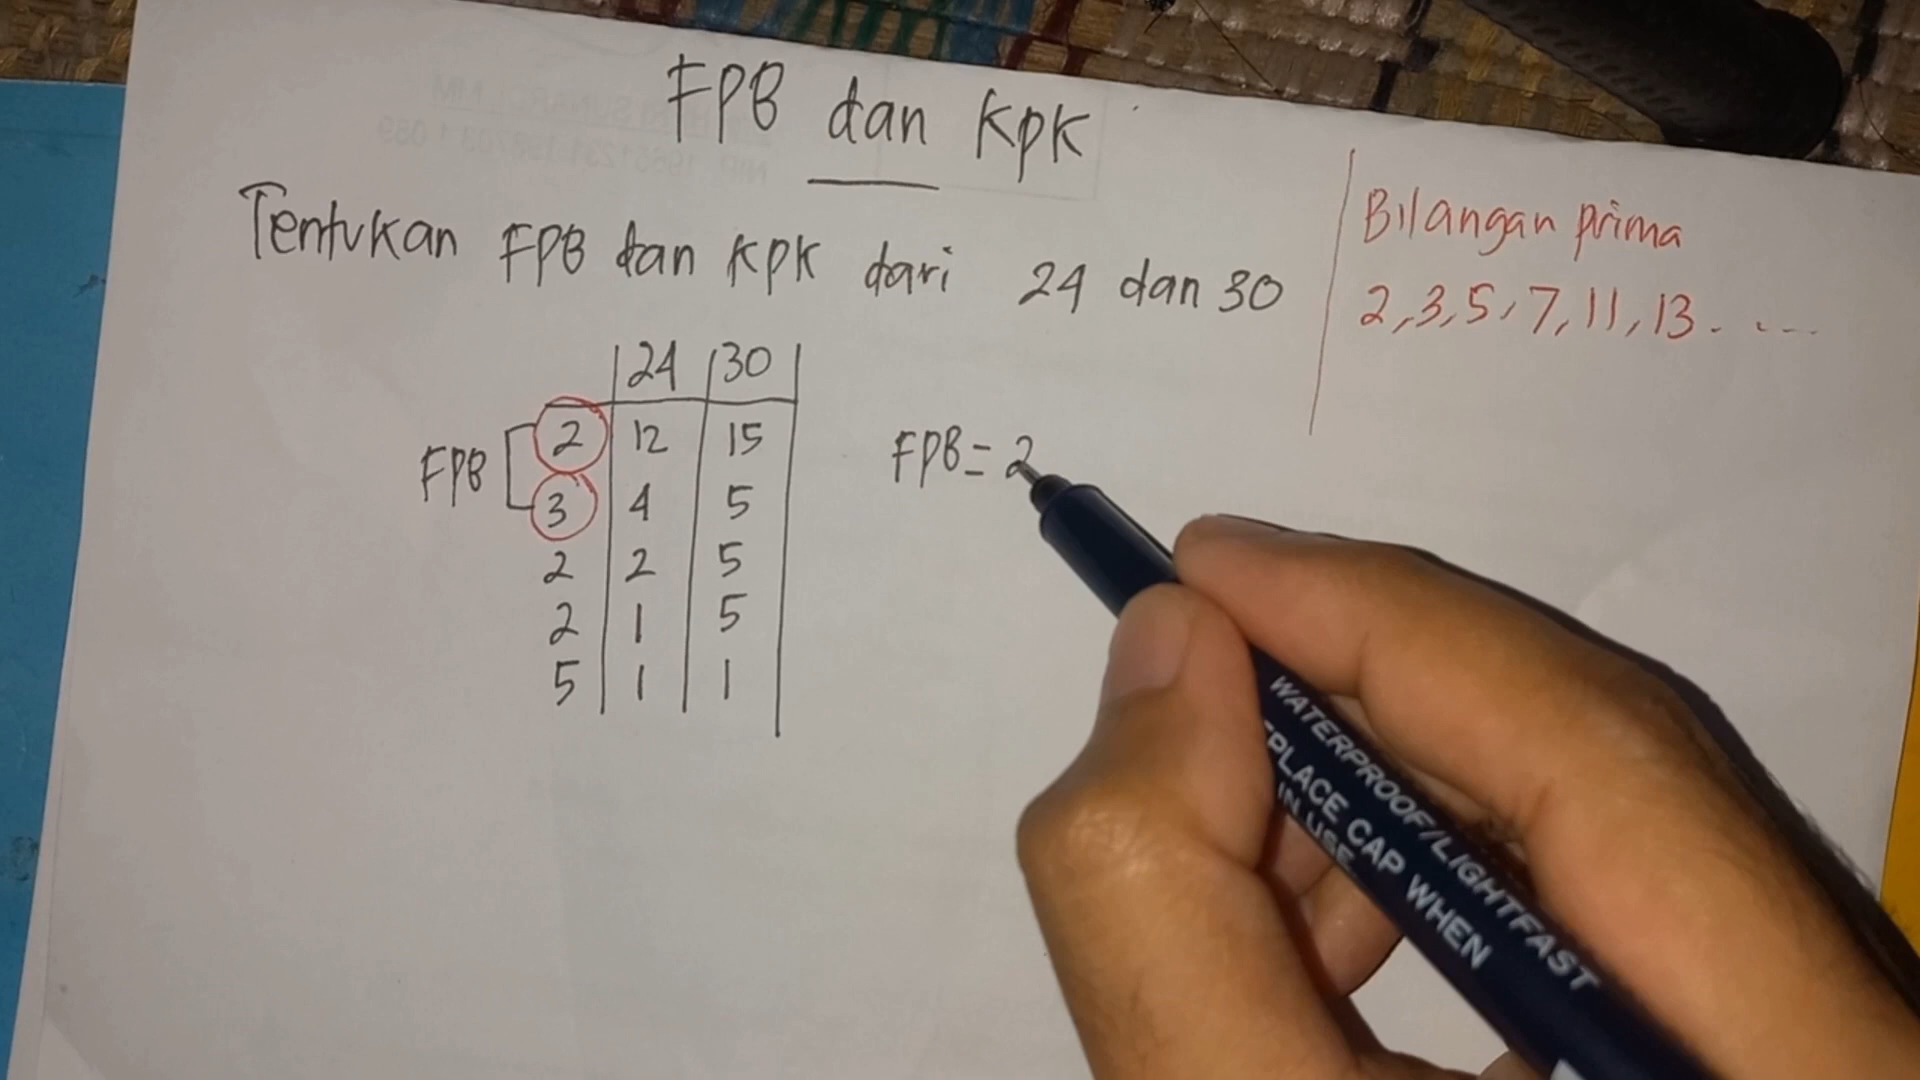 FPB dan KPK
Tentukan FPB dan KPK dari 24 dan 30
Bilangan prima
2, 3, 5, 7, 11, 13. ....
24 30
2 12 15
3 4 5
2 2 5
2 1 5
5 1 1
FPB
FPB = 2
WATERPROOF/LIGHTFAST
PLACE CAP WHEN
IN USE